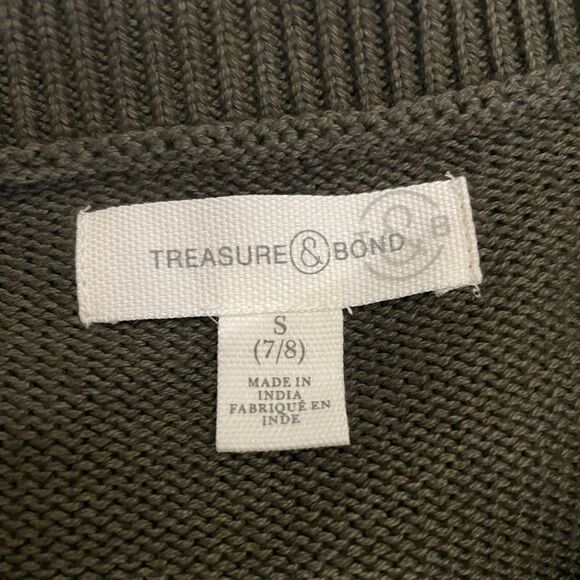 TREASURE & BOND
T & B
S
(7/8)
MADE IN
INDIA
FABRIQUÉ EN
INDE